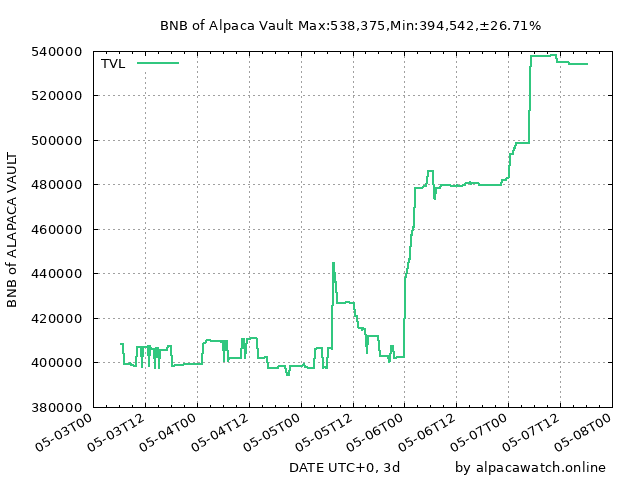 BNB of Alpaca Vault Max:538,375,Min:394,542,±26.71%
TVL
540000
520000
500000
480000
460000
440000
420000
400000
380000
BNB of ALAPACA VAULT
05-03T00
05-03T12
05-04T00
05-04T12
05-05T00
05-05T12
05-06T00
05-06T12
05-07T00
05-07T12
05-08T00
DATE UTC+0, 3d
by alpacawatch.online